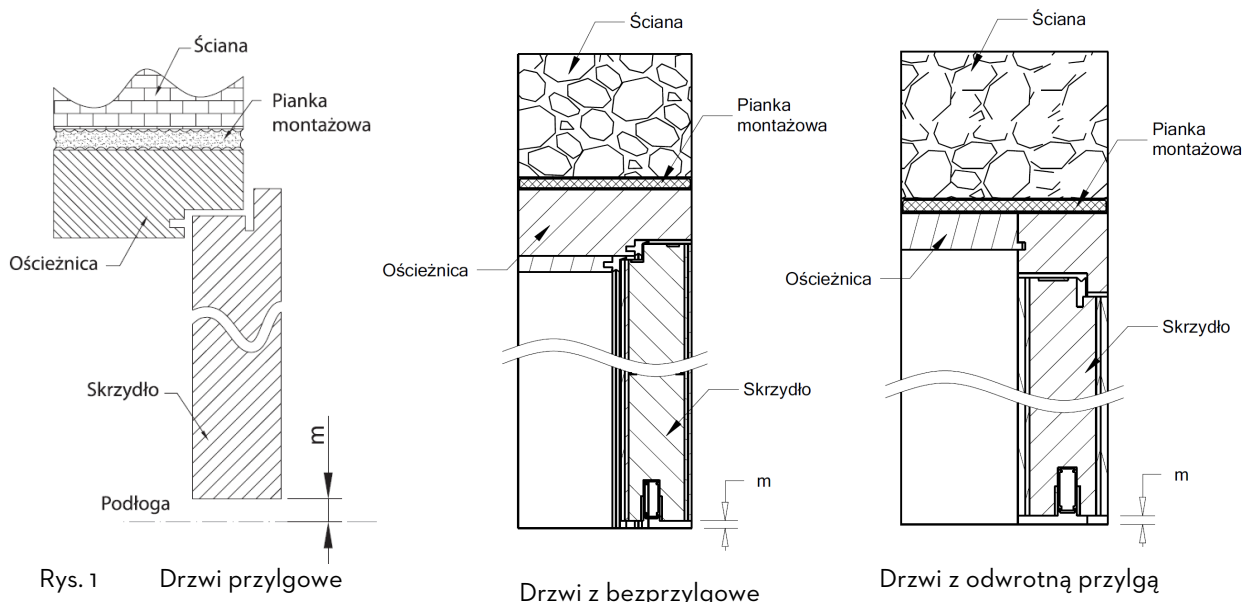 Ściana
Pianka
montażowa
Ościeżnica
Skrzydło
m
Podłoga
Rys. 1 Drzwi przylgowe
Ściana
Pianka
montażowa
Ościeżnica
Skrzydło
m
Drzwi z bezprzylgowe
Ściana
Pianka
montażowa
Ościeżnica
Skrzydło
m
Drzwi z odwrotną przylgą